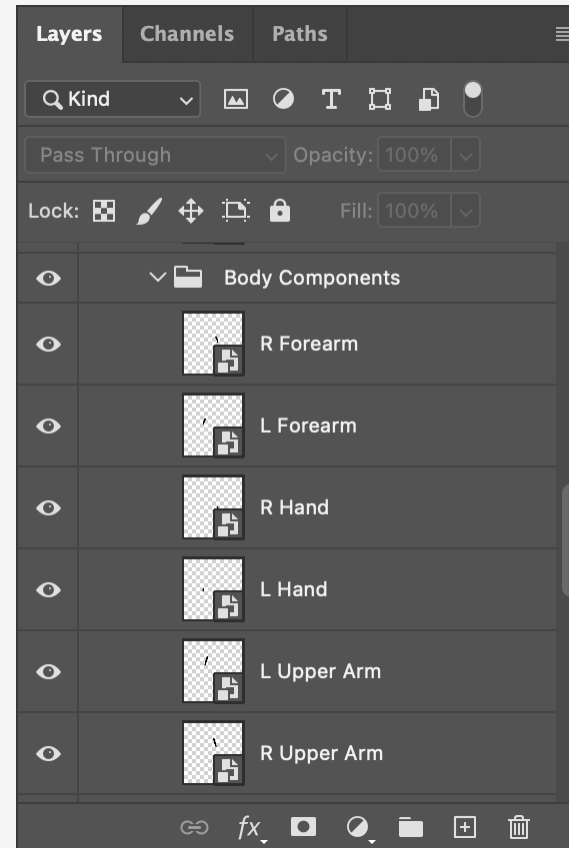 Layers Channels Paths
Kind
Pass Through Opacity: 100%
Lock: Fill: 100%
Body Components
R Forearm
L Forearm
R Hand
L Hand
L Upper Arm
R Upper Arm
fx